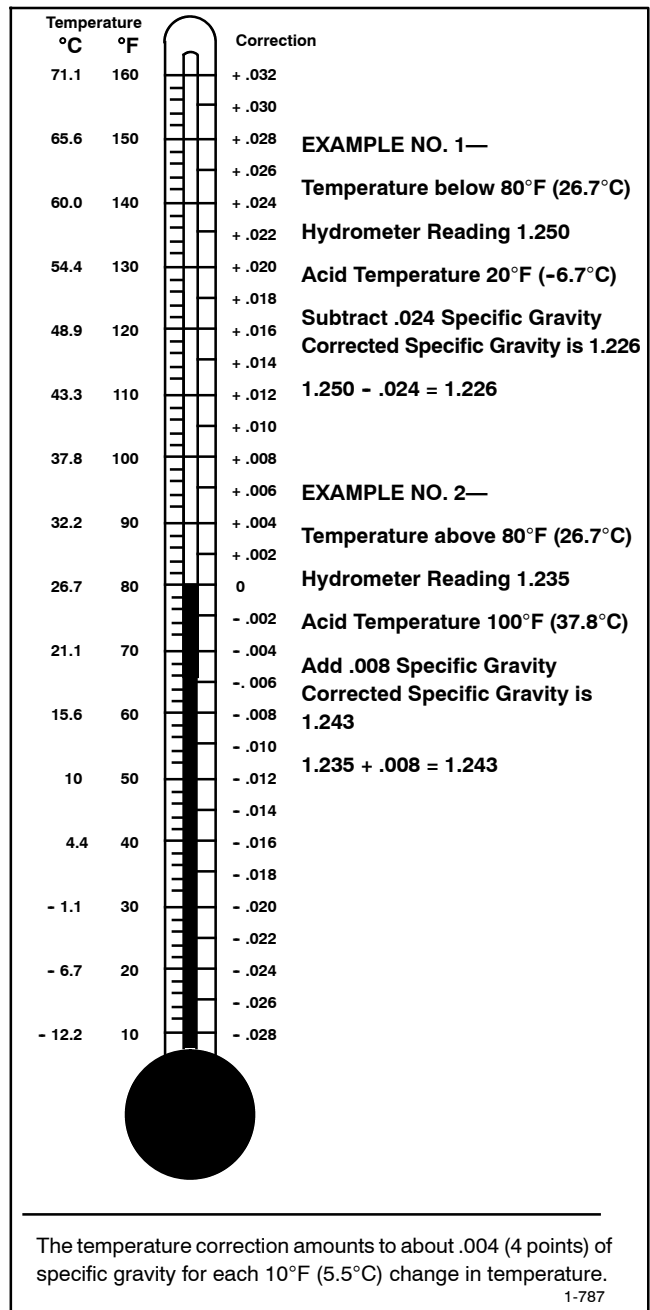 Temperature
°C °F Correction
71.1 160 + .032
+ .030
65.6 150 + .028
+ .026
60.0 140 + .024
+ .022
54.4 130 + .020
+ .018
48.9 120 + .016
+ .014
43.3 110 + .012
+ .010
37.8 100 + .008
+ .006
32.2 90 + .004
+ .002
26.7 80 0
- .002
21.1 70 - .004
-. 006
15.6 60 - .008
- .010
10 50 - .012
- .014
4.4 40 - .016
- .018
- 1.1 30 - .020
- .022
- 6.7 20 - .024
- .026
- 12.2 10 - .028
EXAMPLE NO. 1—
Temperature below 80°F (26.7°C)
Hydrometer Reading 1.250
Acid Temperature 20°F (-6.7°C)
Subtract .024 Specific Gravity
Corrected Specific Gravity is 1.226
1.250 - .024 = 1.226
EXAMPLE NO. 2—
Temperature above 80°F (26.7°C)
Hydrometer Reading 1.235
Acid Temperature 100°F (37.8°C)
Add .008 Specific Gravity
Corrected Specific Gravity is
1.243
1.235 + .008 = 1.243
The temperature correction amounts to about .004 (4 points) of
specific gravity for each 10°F (5.5°C) change in temperature.
1-787